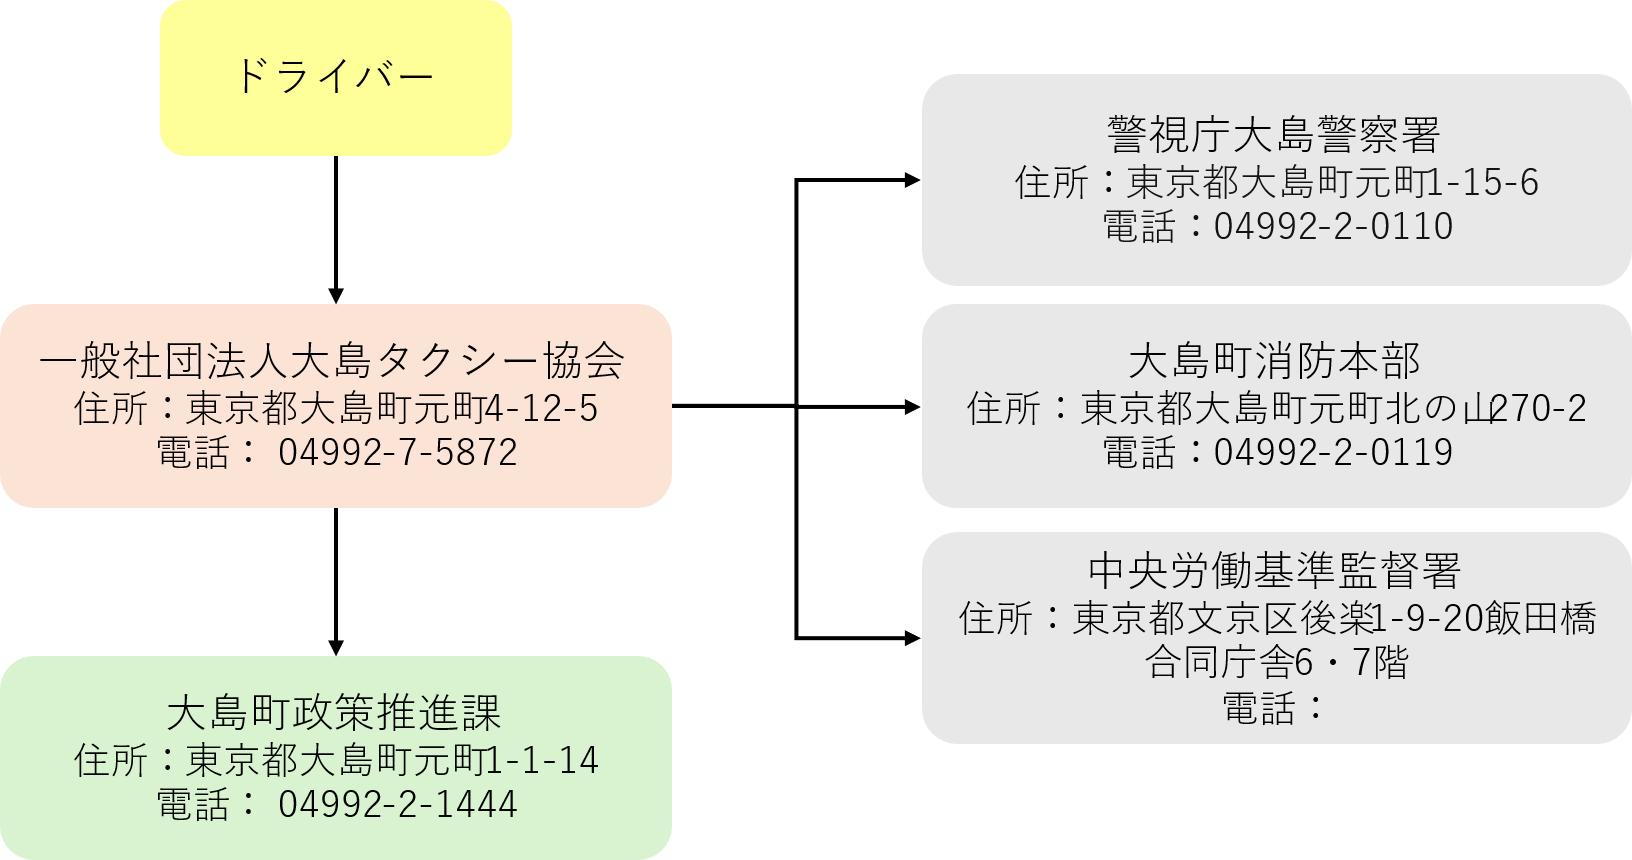 ドライバー
一般社団法人大島タクシー協会
住所：東京都大島町元町4-12-5
電話： 04992-7-5872
大島町政策推進課
住所：東京都大島町元町1-1-14
電話： 04992-2-1444
警視庁大島警察署
住所：東京都大島町元町1-15-6
電話：04992-2-0110
大島町消防本部
住所：東京都大島町元町北の山270-2
電話：04992-2-0119
中央労働基準監督署
住所：東京都文京区後楽1-9-20飯田橋
合同庁舎6・7階
電話：